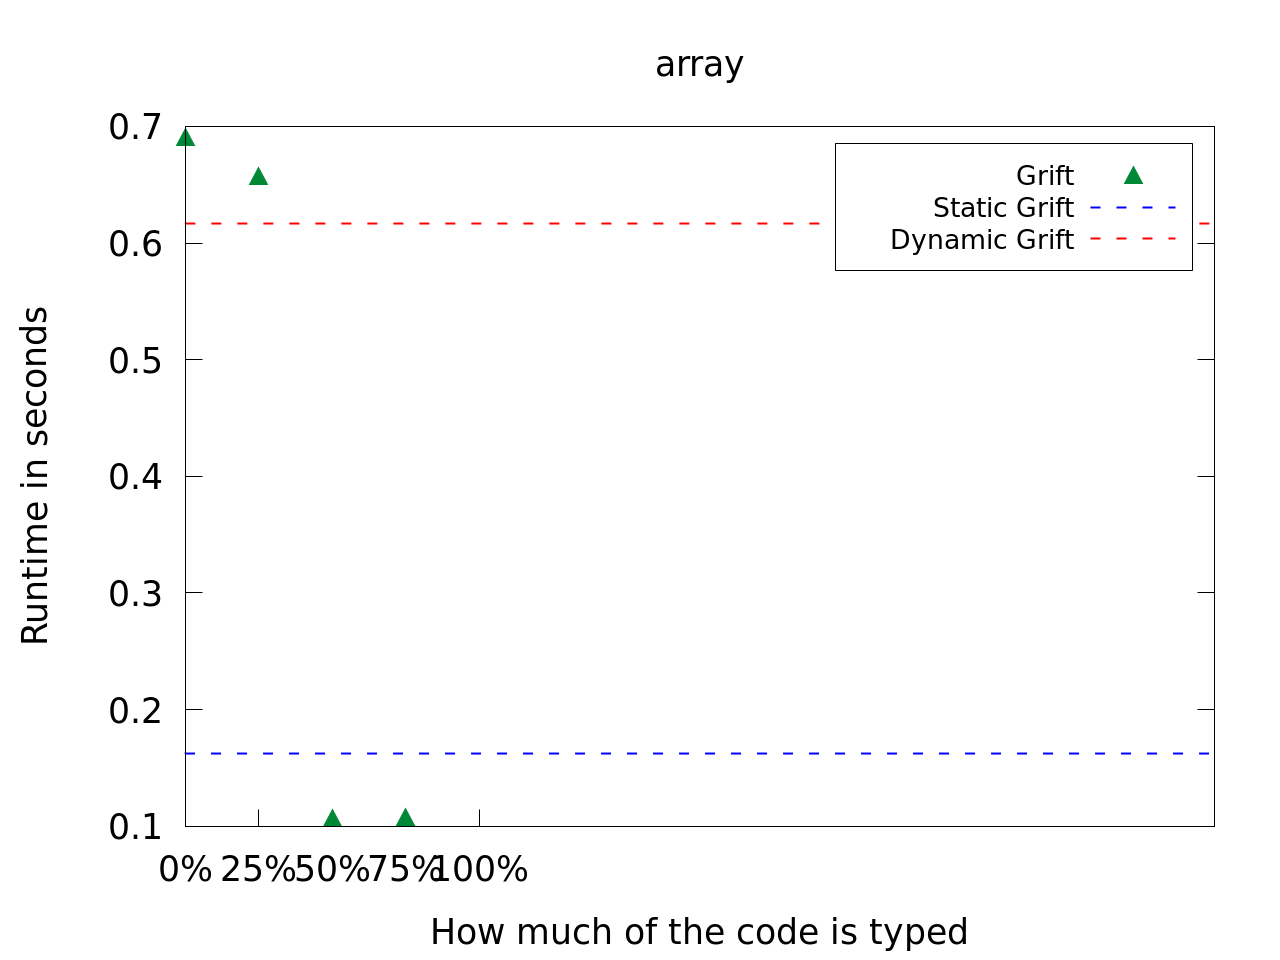 array
0.7
0.6
0.5
0.4
0.3
0.2
0.1
Runtime in seconds
Grift
Static Grift
Dynamic Grift
0% 25% 50% 75% 100%
How much of the code is typed